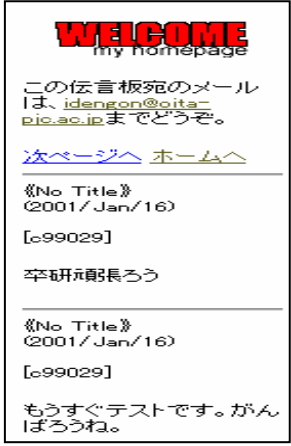 WELCOME
my homepage
この伝言板宛のメール
は、idengon@oita-
pjc.ac.jpまでどうぞ。
次ページへ ホームへ
《No Title》
(2001/Jan/16)
[c99029]
卒研頑張ろう
《No Title》
(2001/Jan/16)
[c99029]
もうすぐテストです。がん
ばろうね。